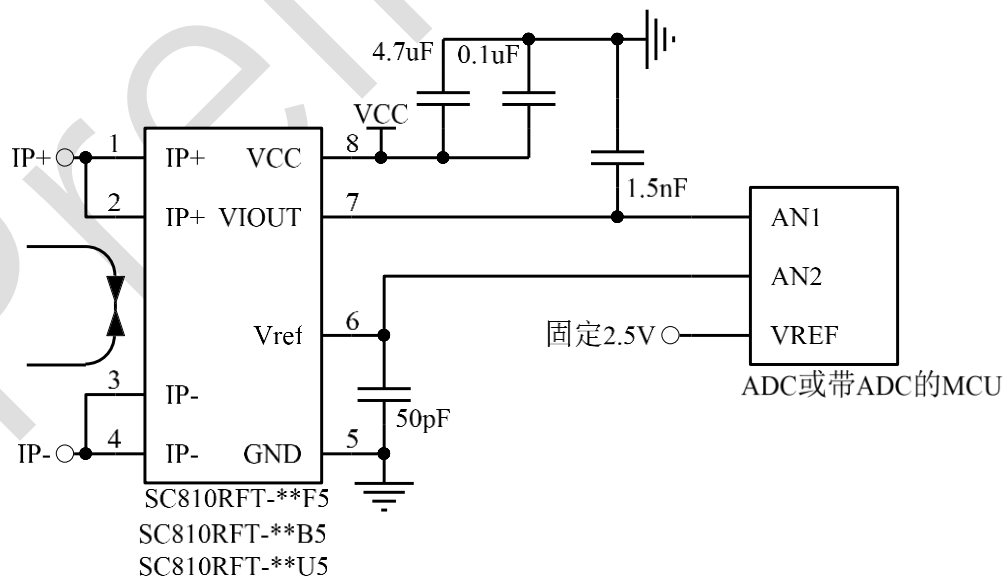 Prem
4.7uF
0.1uF
VCC
IP+
1
IP+
VCC
8
1.5nF
2
IP+
VIOUT
7
AN1
AN2
Vref
6
固定2.5V
VREF
ADC或带ADC的MCU
3
IP-
50pF
IP-
4
IP-
GND
5
SC810RFT-**F5
SC810RFT-**B5
SC810RFT-**U5